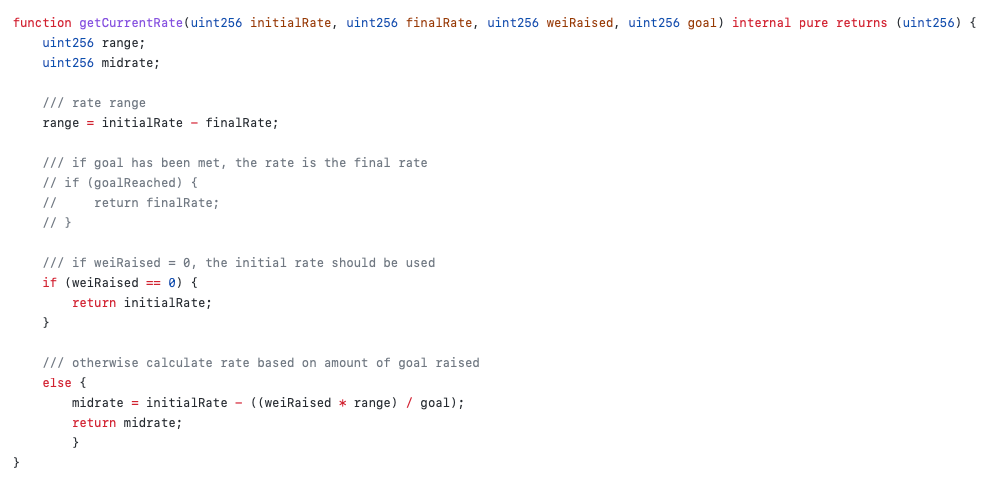 function getCurrentRate(uint256 initialRate, uint256 finalRate, uint256 weiRaised, uint256 goal) internal pure returns (uint256) {
    uint256 range;
    uint256 midrate;

    /// rate range
    range = initialRate - finalRate;

    /// if goal has been met, the rate is the final rate
    // if (goalReached) {
    //     return finalRate;
    // }

    /// if weiRaised = 0, the initial rate should be used
    if (weiRaised == 0) {
        return initialRate;
    }

    /// otherwise calculate rate based on amount of goal raised
    else {
        midrate = initialRate - ((weiRaised * range) / goal);
        return midrate;
        }
}